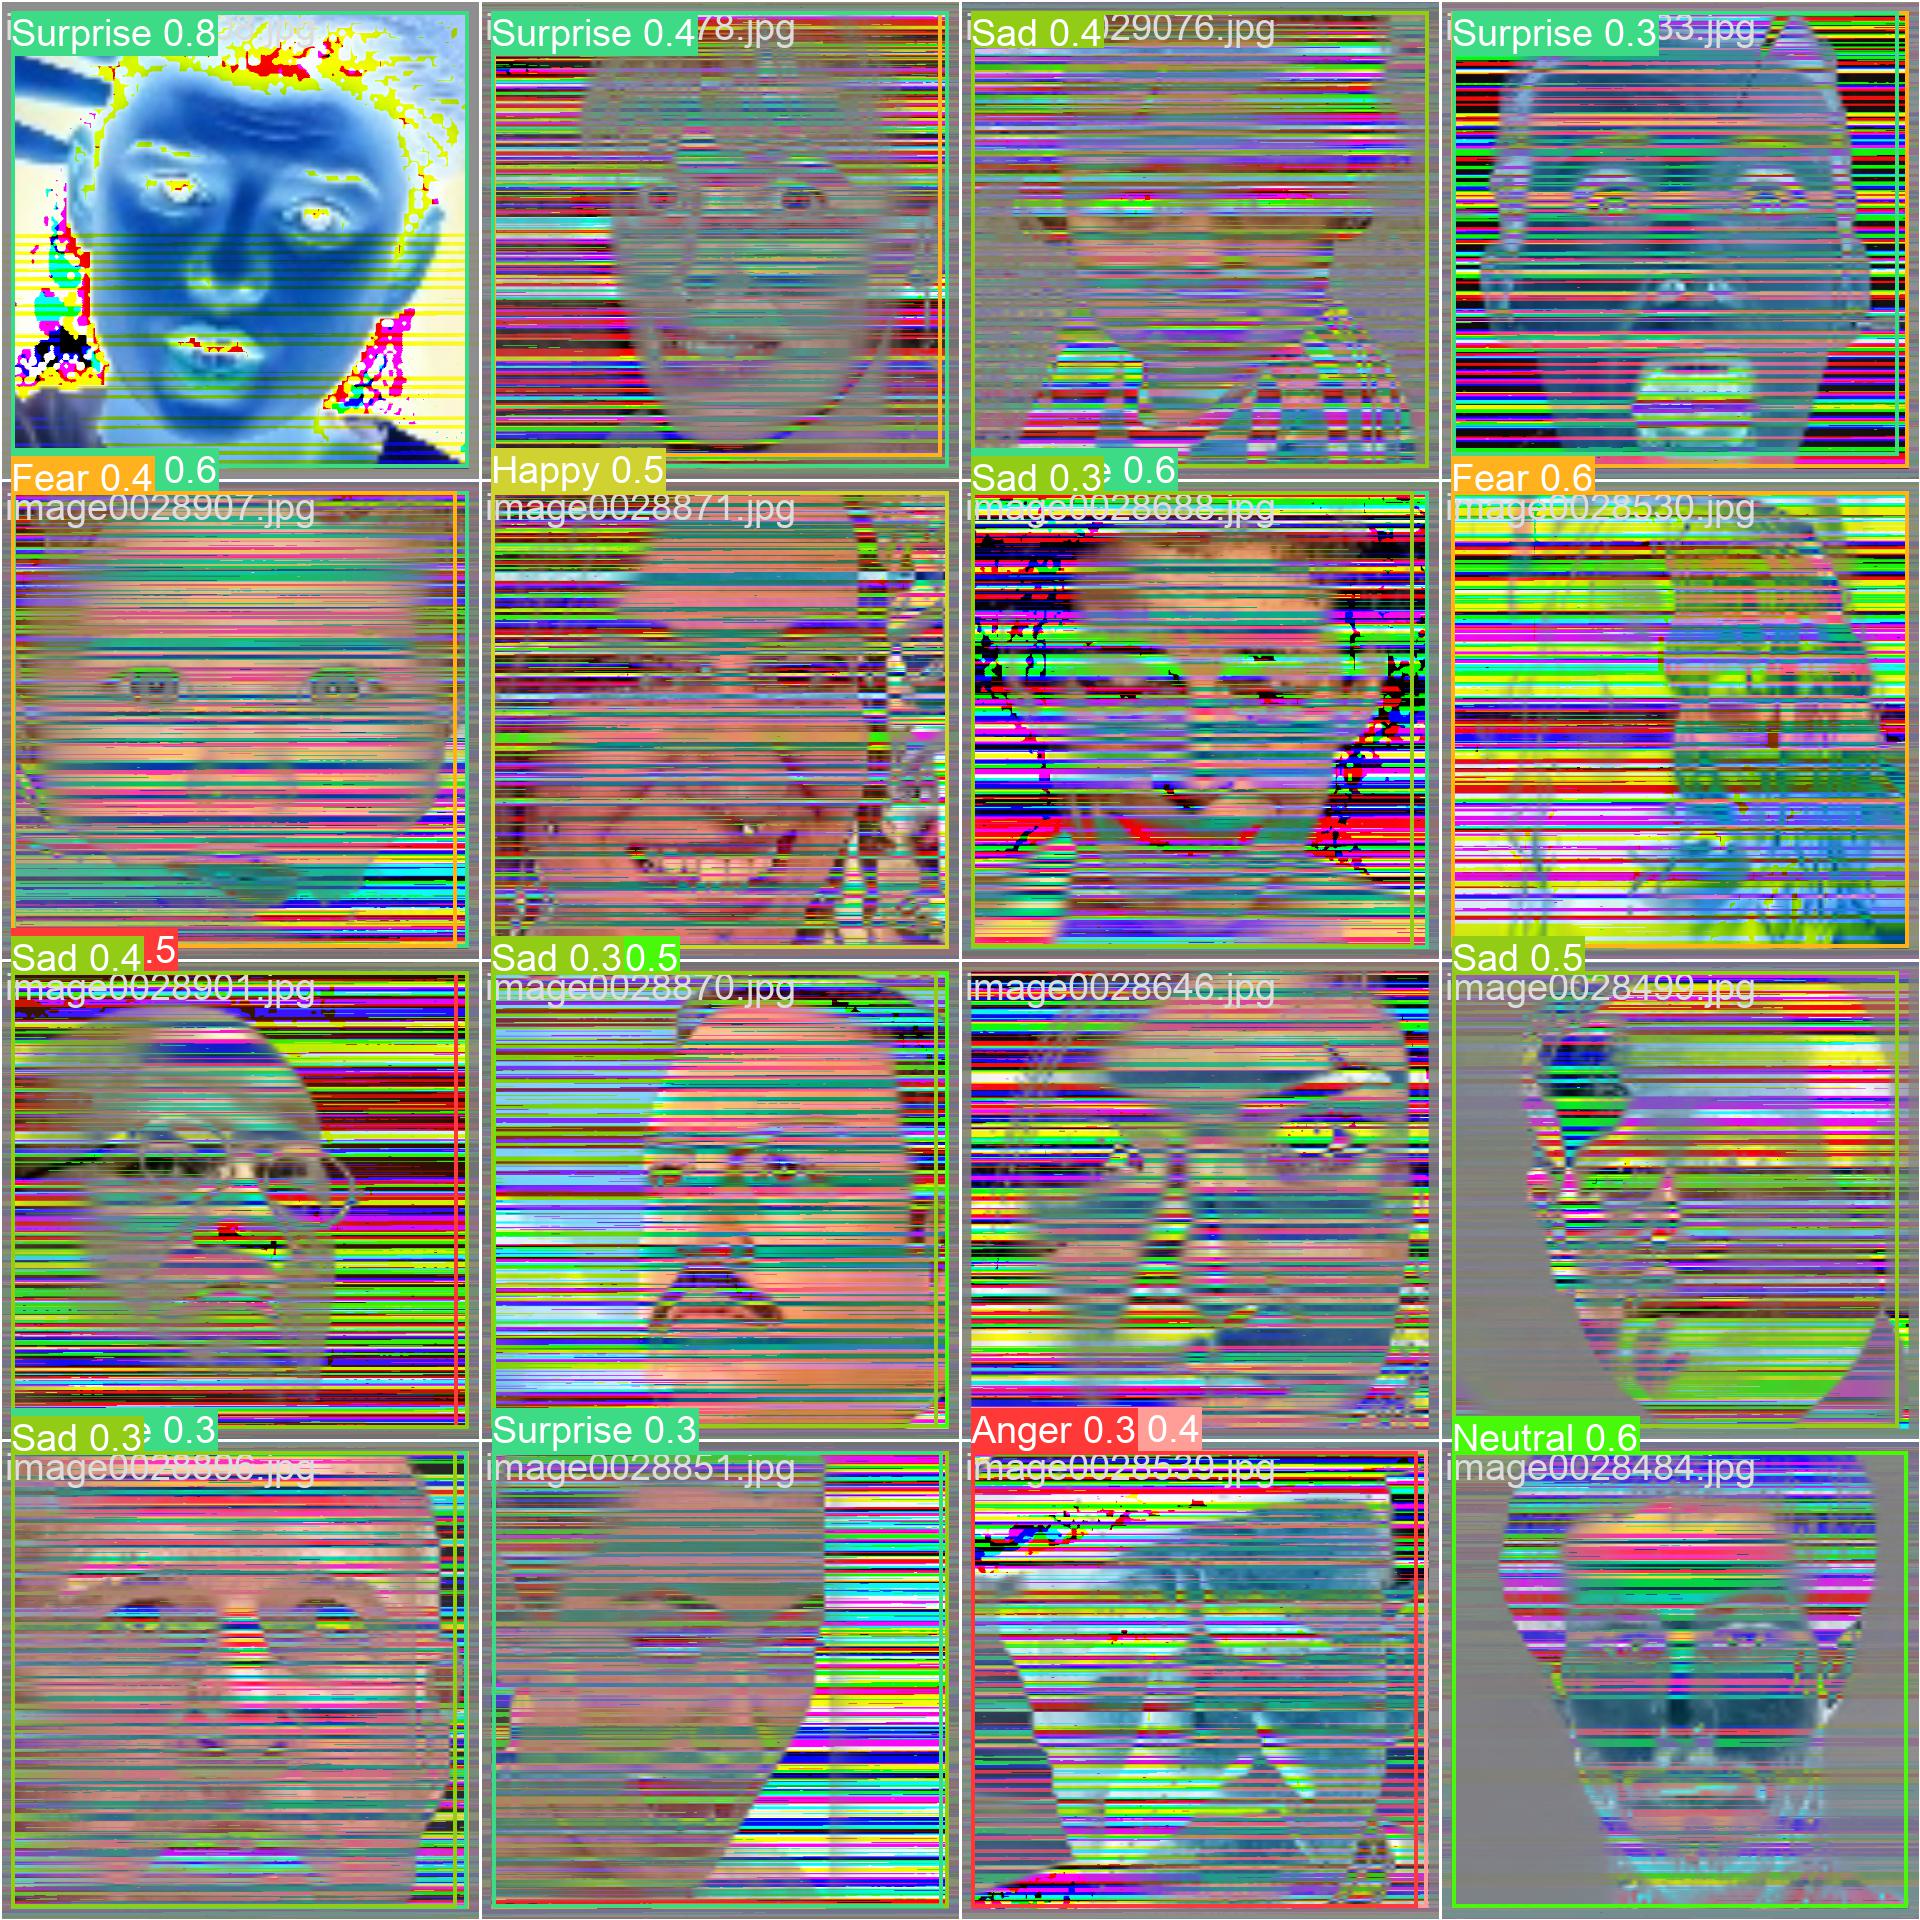 Surprise 0.8
Surprise 0.4 78.jpg
Sad 0.4 029076.jpg
Surprise 0.3 33.jpg
Fear 0.4 0.6
image0028907.jpg
Happy 0.5
image0028871.jpg
Sad 0.3 e 0.6
image0028688.jpg
Fear 0.6
image0028530.jpg
Sad 0.4 .5
image0028901.jpg
Sad 0.3 0.5
image0028870.jpg
image0028646.jpg
Sad 0.5
image0028499.jpg
Sad 0.3 e 0.3
Surprise 0.3
image0028851.jpg
Anger 0.3 0.4
image0028539.jpg
Neutral 0.6
image0028484.jpg